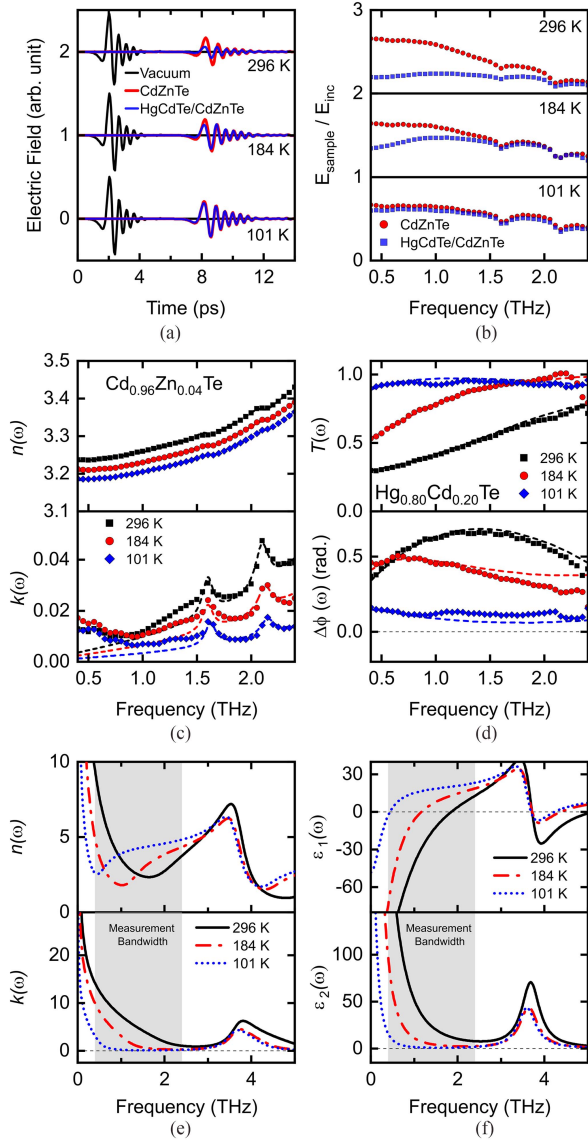 Electric Field (arb. unit)
2
1
0
296 K
Vacuum
CdZnTe
HgCdTe/CdZnTe
184 K
101 K
0 4 8 12
Time (ps)
(a)
E_sample / E_inc
3
2
1
0
296 K
184 K
101 K
CdZnTe
HgCdTe/CdZnTe
0.5 1.0 1.5 2.0
Frequency (THz)
(b)
n(ω)
3.5
3.4
3.3
3.2
3.1
Cd0.96Zn0.04Te
k(ω)
0.04
0.02
0.00
296 K
184 K
101 K
0.5 1.0 1.5 2.0
Frequency (THz)
(c)
T(ω)
1.0
0.5
0.0
296 K
184 K
101 K
Hg0.80Cd0.20Te
Δϕ (ω) (rad.)
0.5
0.0
0.5 1.0 1.5 2.0
Frequency (THz)
(d)
n(ω)
10
5
0
k(ω)
20
10
0
Measurement
Bandwidth
296 K
184 K
101 K
0 2 4
Frequency (THz)
(e)
ε1(ω)
30
0
-30
-60
296 K
184 K
101 K
ε2(ω)
100
50
0
Measurement
Bandwidth
0 2 4
Frequency (THz)
(f)